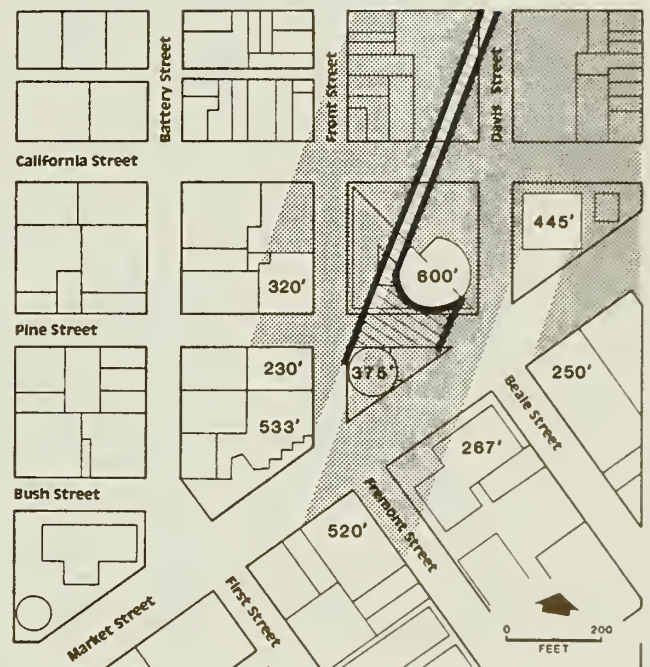 Battery Street
Front Street
Davis Street
California Street
445'
600'
320'
Pine Street
230'
375'
250'
533'
Beale Street
267'
Bush Street
520'
Fremont Street
First Street
Market Street
0 200
FEET